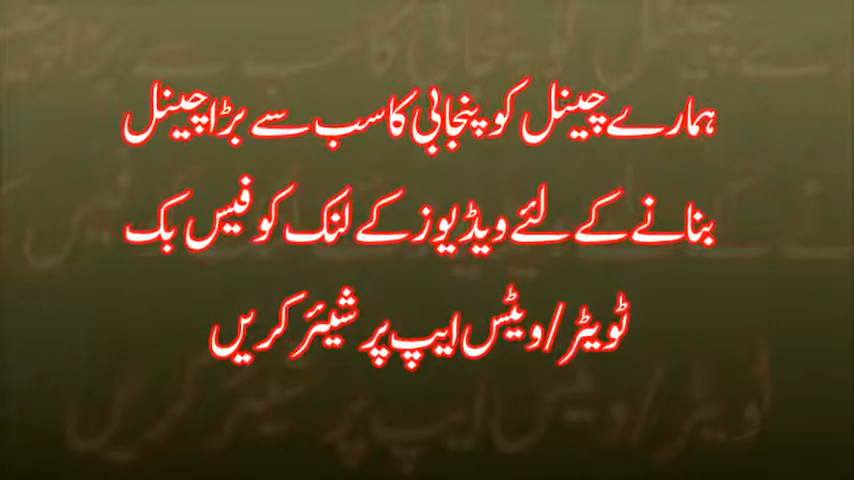 ہمارے چینل کو پنجابی کا سب سے بڑا چینل
بنانے کے لئے ویڈیوز کے لنک کو فیس بک
ٹویٹر/ویٹس ایپ پر شیئر کریں